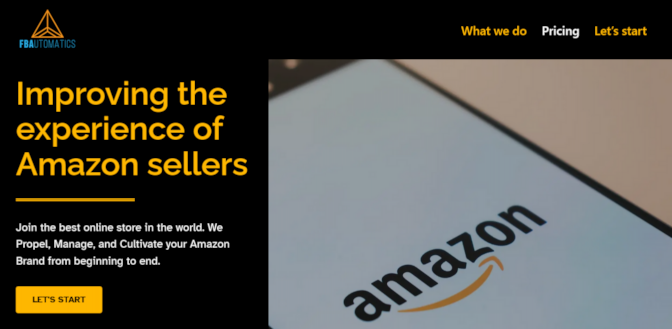 FBAUTOMATICS
What we do Pricing Let's start
Improving the
experience of
Amazon sellers
Join the best online store in the world. We
Propel, Manage, and Cultivate your Amazon
Brand from beginning to end.
LET'S START
amazon